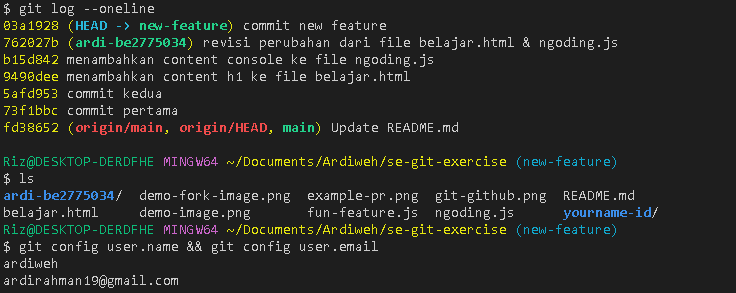 $ git log --oneline
03a1928 (HEAD -> new-feature) commit new feature
762027b (ardi-be2775034) revisi perubahan dari file belajar.html & ngoding.js
b15d842 menambahkan content console ke file ngoding.js
9490dee menambahkan content h1 ke file belajar.html
5afd953 commit kedua
73f1bbc commit pertama
fd38652 (origin/main, origin/HEAD, main) Update README.md
Riz@DESKTOP-DERDFHE MINGW64 ~/Documents/Ardiweh/se-git-exercise (new-feature)
$ ls
ardi-be2775034/ demo-fork-image.png example-pr.png git-github.png README.md
belajar.html demo-image.png fun-feature.js ngoding.js yourname-id/
Riz@DESKTOP-DERDFHE MINGW64 ~/Documents/Ardiweh/se-git-exercise (new-feature)
$ git config user.name && git config user.email
ardiweh
ardirahman19@gmail.com